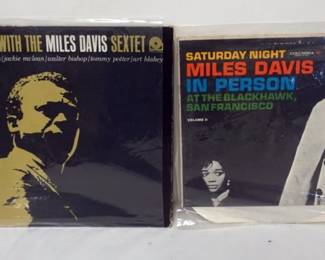 WITH THE MILES DAVIS SEXTET
/jackie mclean/walter bishop/tommy potter/art blakey
SATURDAY NIGHT
MILES DAVIS
IN PERSON
AT THE BLACKHAWK,
SAN FRANCISCO
VOLUME II
COLUMBIA